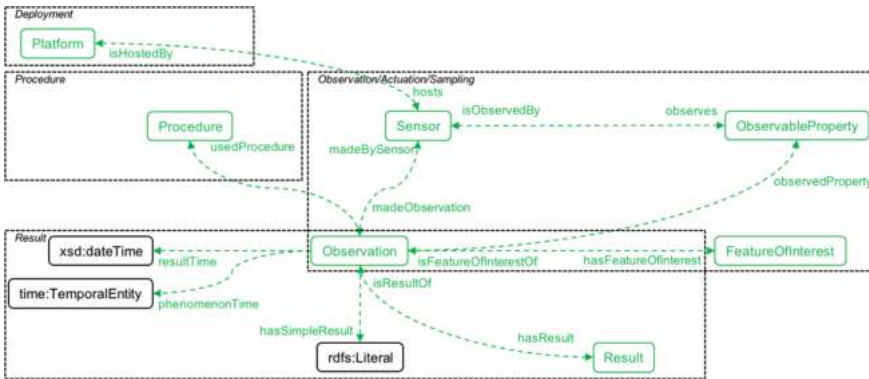 Deployment
Platform
isHostedBy
Procedure
Observation/Actuation/Sampling
hosts
Procedure
Sensor
isObservedBy
observes
ObservableProperty
usedProcedure
madeBySensor
observedProperty
madeObservation
Result
xsd:dateTime
resultTime
Observation
isFeatureOfInterestOf
hasFeatureOfInterest
FeatureOfInterest
time:TemporalEntity
phenomenonTime
isResultOf
hasSimpleResult
hasResult
rdfs:Literal
Result